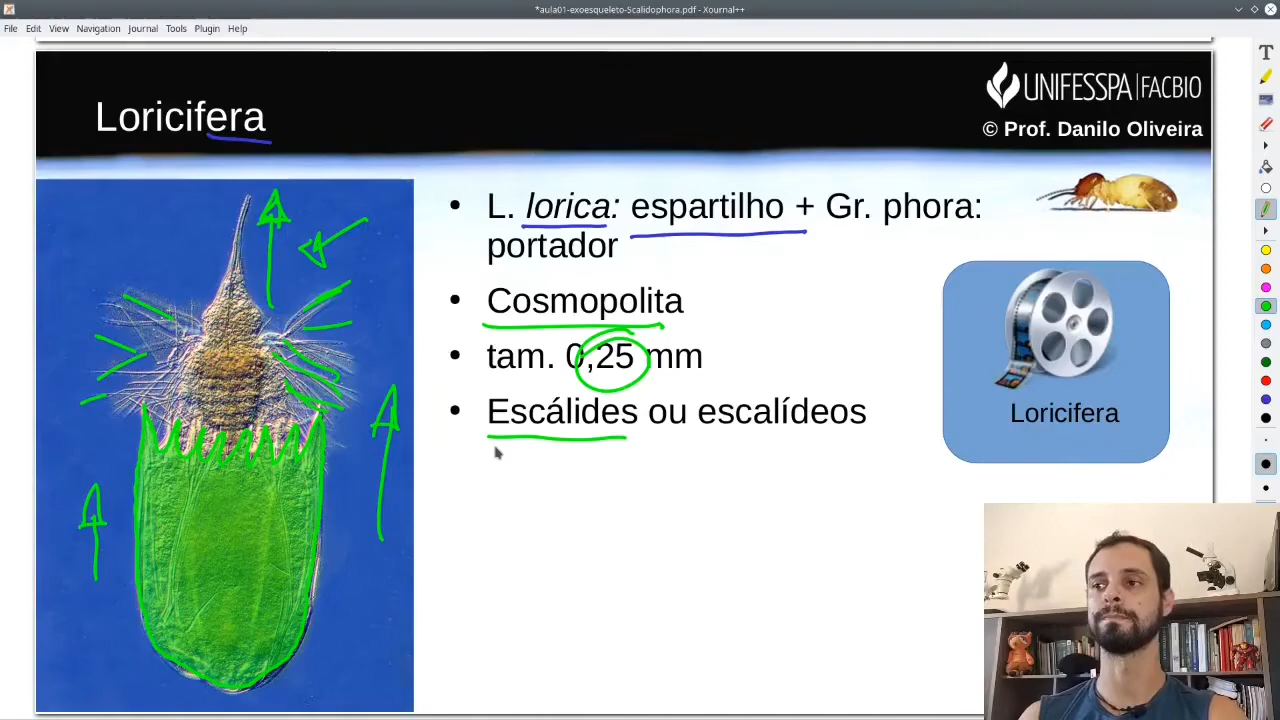 *aula01-exoesqueleto-Scalidophora.pdf - Xournal++
File Edit View Navigation Journal Tools Plugin Help
Loricifera
UNIFESSPA|FACBIO
© Prof. Danilo Oliveira
• L. lorica: espartilho + Gr. phora:
portador
• Cosmopolita
• tam. 0,25 mm
• Escálides ou escalídeos
Loricifera
T